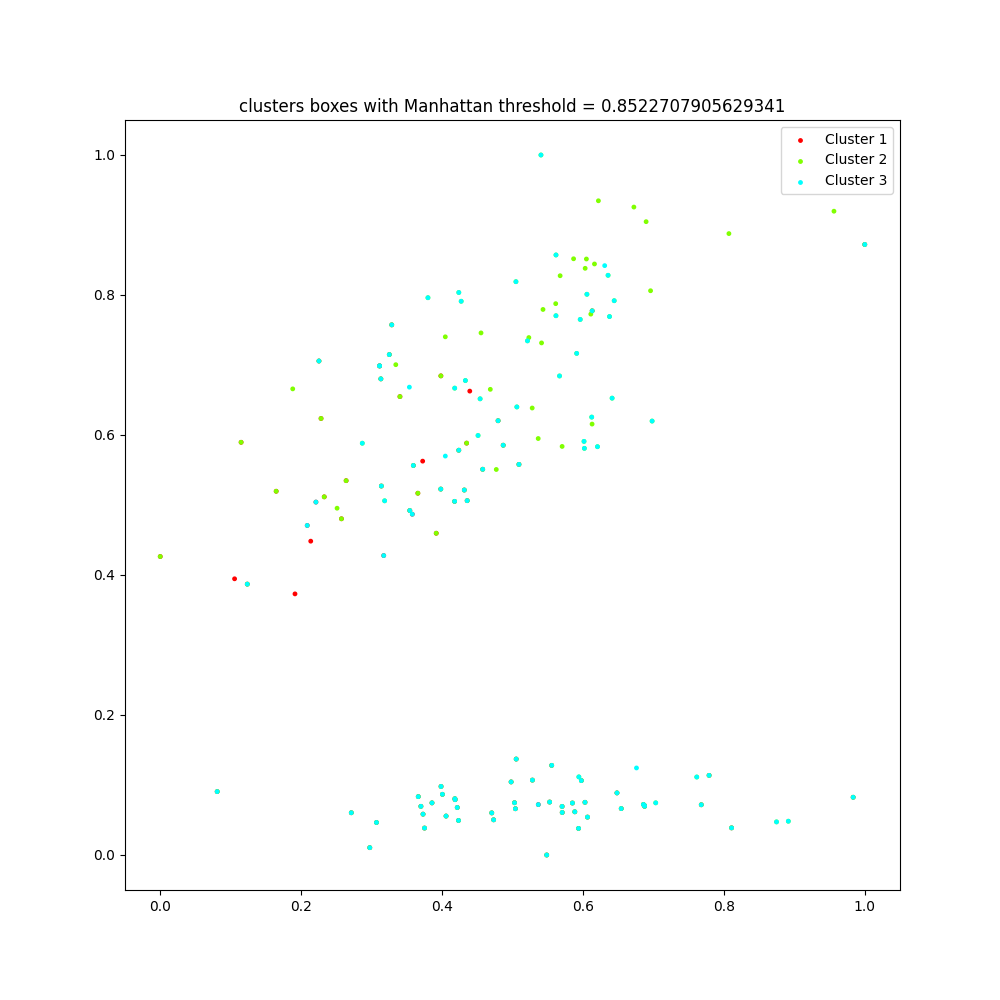 clusters boxes with Manhattan threshold = 0.8522707905629341
Cluster 1
Cluster 2
Cluster 3
1.0
0.8
0.6
0.4
0.2
0.0
0.0 0.2 0.4 0.6 0.8 1.0